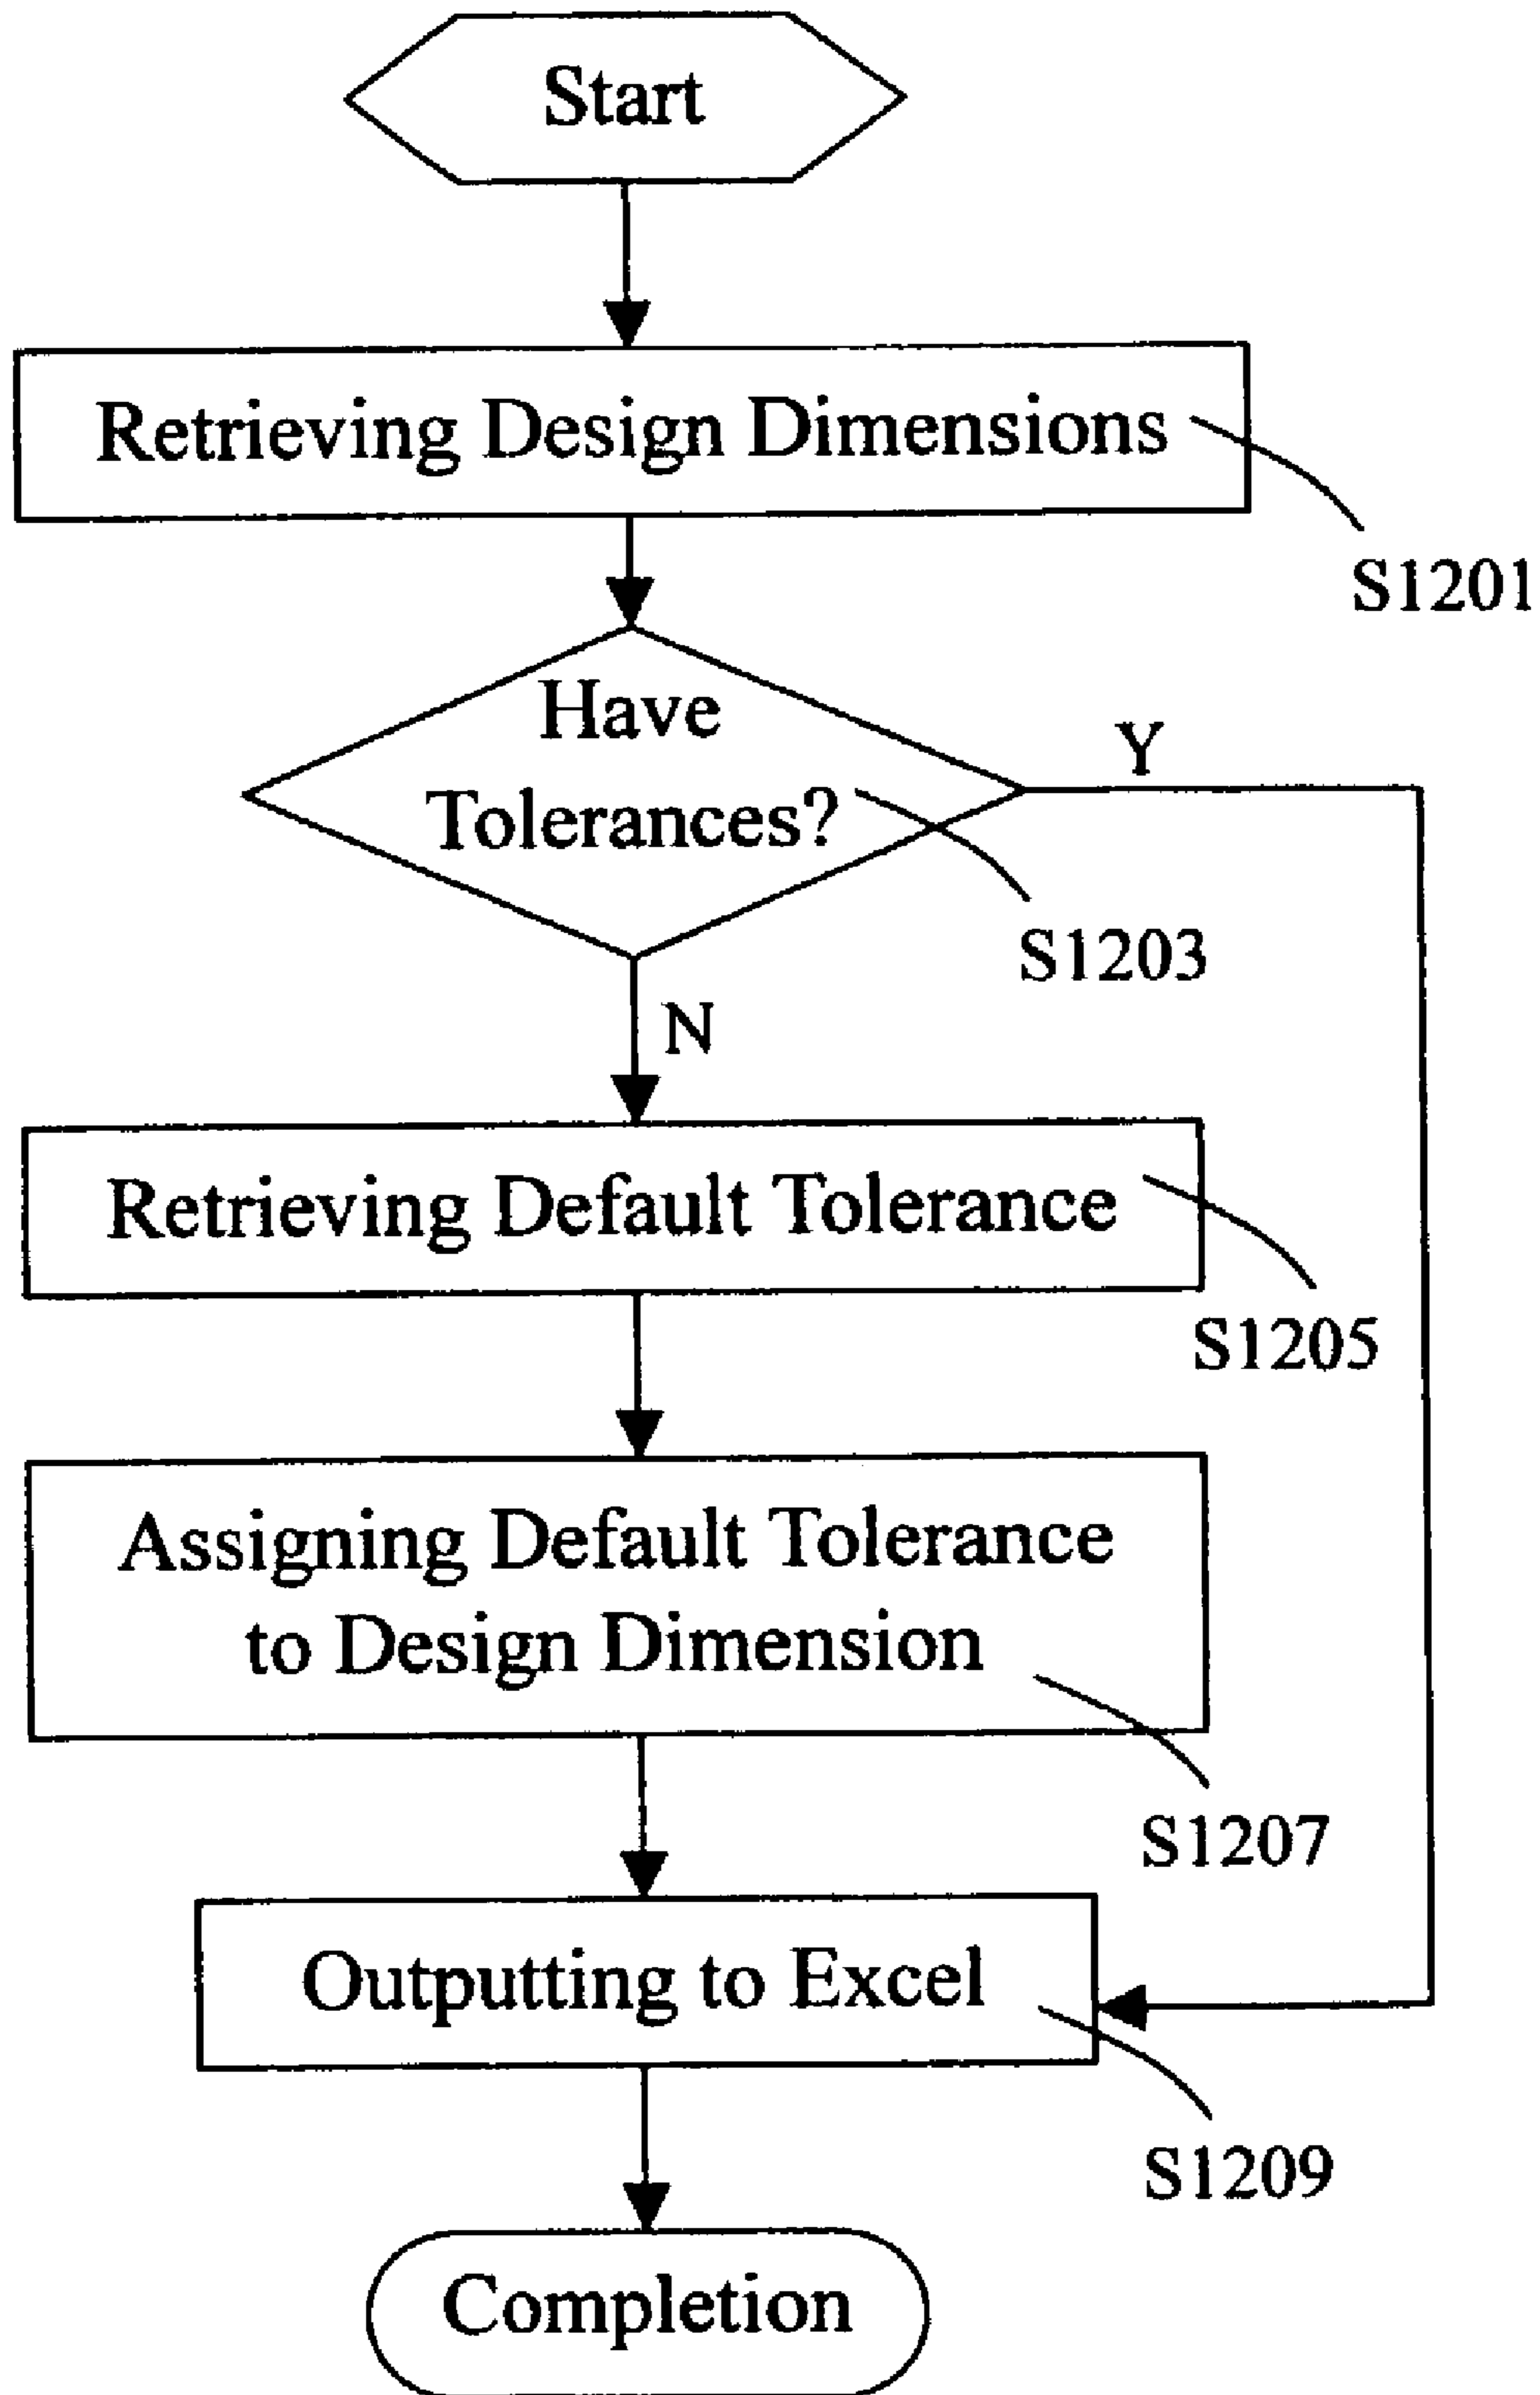 Start
Retrieving Design Dimensions
S1201
Have
Tolerances?
Y
S1203
N
Retrieving Default Tolerance
S1205
Assigning Default Tolerance
to Design Dimension
S1207
Outputting to Excel
S1209
Completion